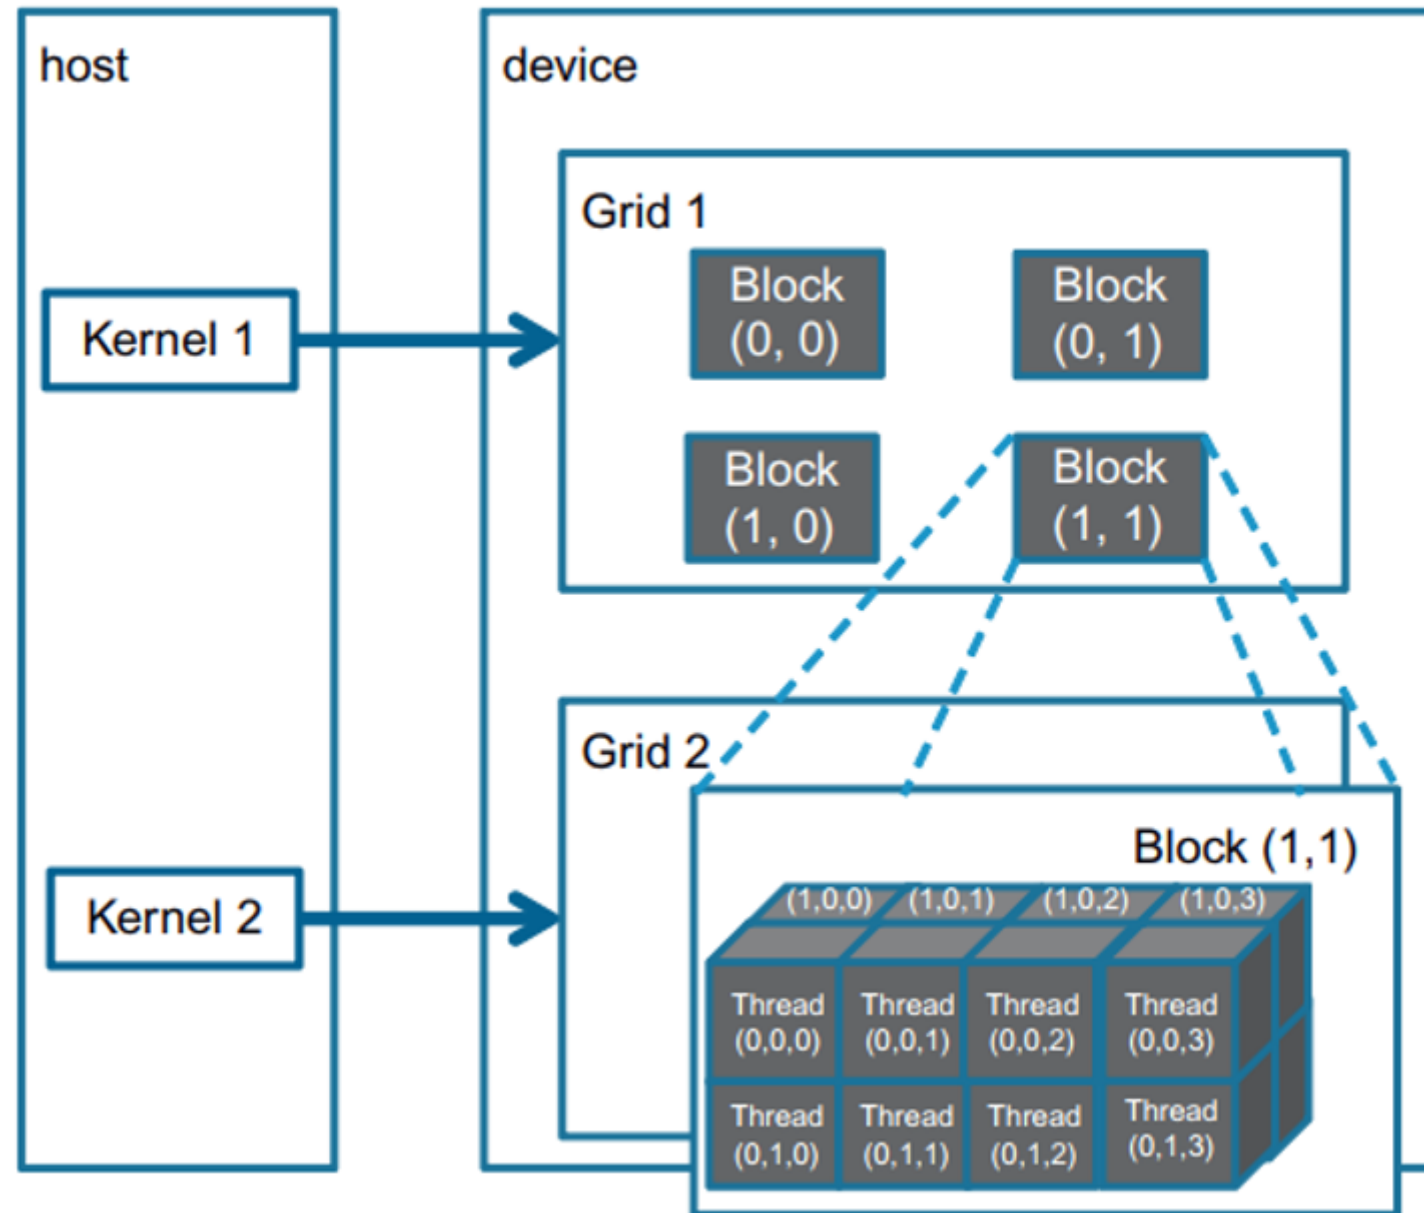 host
device
Grid 1
Block
(0, 0)
Block
(0, 1)
Kernel 1
Block
(1, 0)
Block
(1, 1)
Grid 2
Block (1,1)
Kernel 2
(1,0,0)
(1,0,1)
(1,0,2)
(1,0,3)
Thread
(0,0,0)
Thread
(0,0,1)
Thread
(0,0,2)
Thread
(0,0,3)
Thread
(0,1,0)
Thread
(0,1,1)
Thread
(0,1,2)
Thread
(0,1,3)